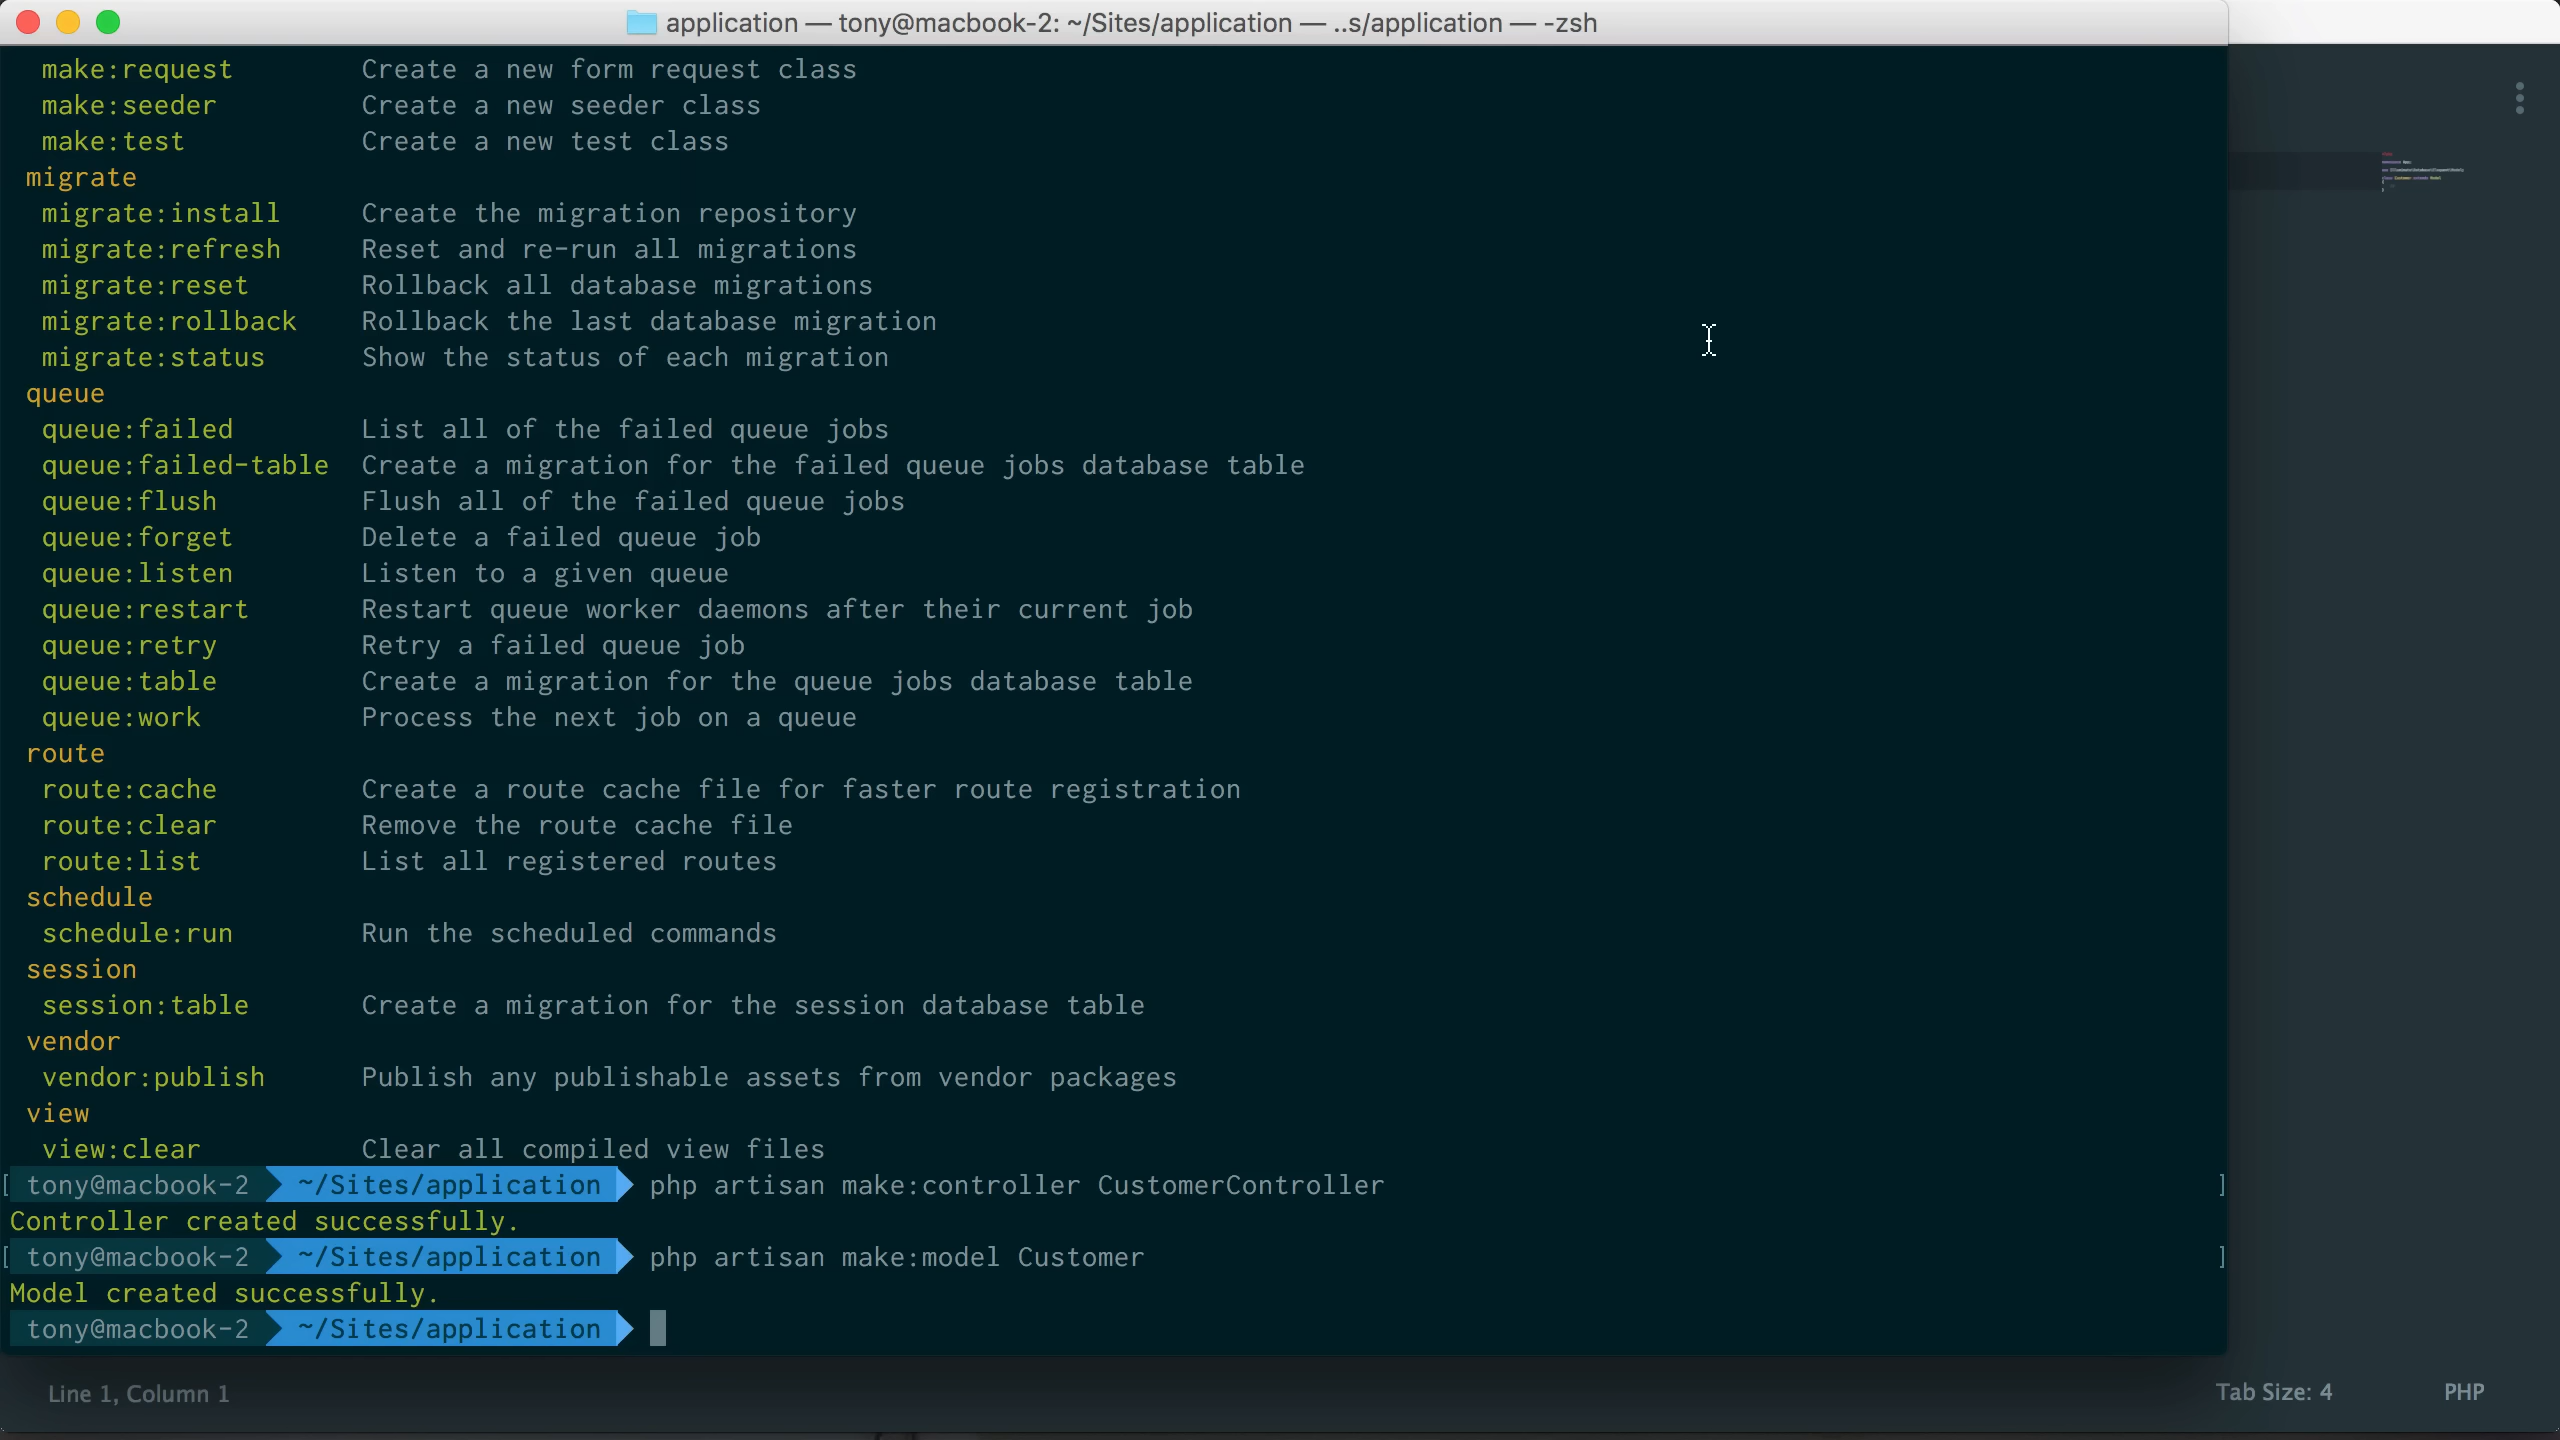 application — tony@macbook-2: ~/Sites/application — ..s/application — -zsh
make:request Create a new form request class
make:seeder Create a new seeder class
make:test Create a new test class
migrate
migrate:install Create the migration repository
migrate:refresh Reset and re-run all migrations
migrate:reset Rollback all database migrations
migrate:rollback Rollback the last database migration
migrate:status Show the status of each migration
queue
queue:failed List all of the failed queue jobs
queue:failed-table Create a migration for the failed queue jobs database table
queue:flush Flush all of the failed queue jobs
queue:forget Delete a failed queue job
queue:listen Listen to a given queue
queue:restart Restart queue worker daemons after their current job
queue:retry Retry a failed queue job
queue:table Create a migration for the queue jobs database table
queue:work Process the next job on a queue
route
route:cache Create a route cache file for faster route registration
route:clear Remove the route cache file
route:list List all registered routes
schedule
schedule:run Run the scheduled commands
session
session:table Create a migration for the session database table
vendor
vendor:publish Publish any publishable assets from vendor packages
view
view:clear Clear all compiled view files
[ tony@macbook-2 ~/Sites/application php artisan make:controller CustomerController ]
Controller created successfully.
[ tony@macbook-2 ~/Sites/application php artisan make:model Customer ]
Model created successfully.
tony@macbook-2 ~/Sites/application
Line 1, Column 1 Tab Size: 4 PHP